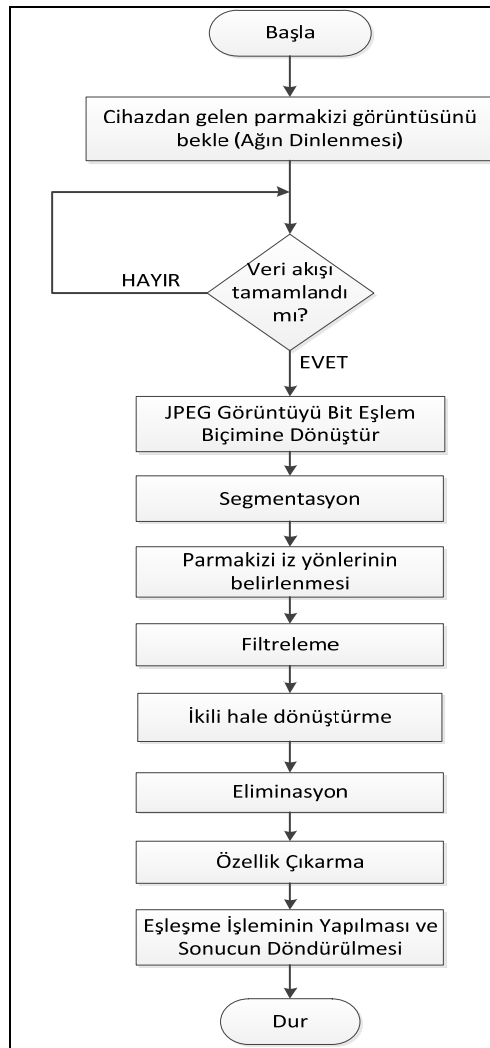 Başla
Cihazdan gelen parmakizi görüntüsünü
bekle (Ağın Dinlenmesi)
Veri akışı
tamamlandı
mı?
HAYIR
EVET
JPEG Görüntüyü Bit Eşlem
Biçimine Dönüştür
Segmentasyon
Parmakizi iz yönlerinin
belirlenmesi
Filtreleme
İkili hale dönüştürme
Eliminasyon
Özellik Çıkarma
Eşleşme İşleminin Yapılması ve
Sonucun Döndürülmesi
Dur